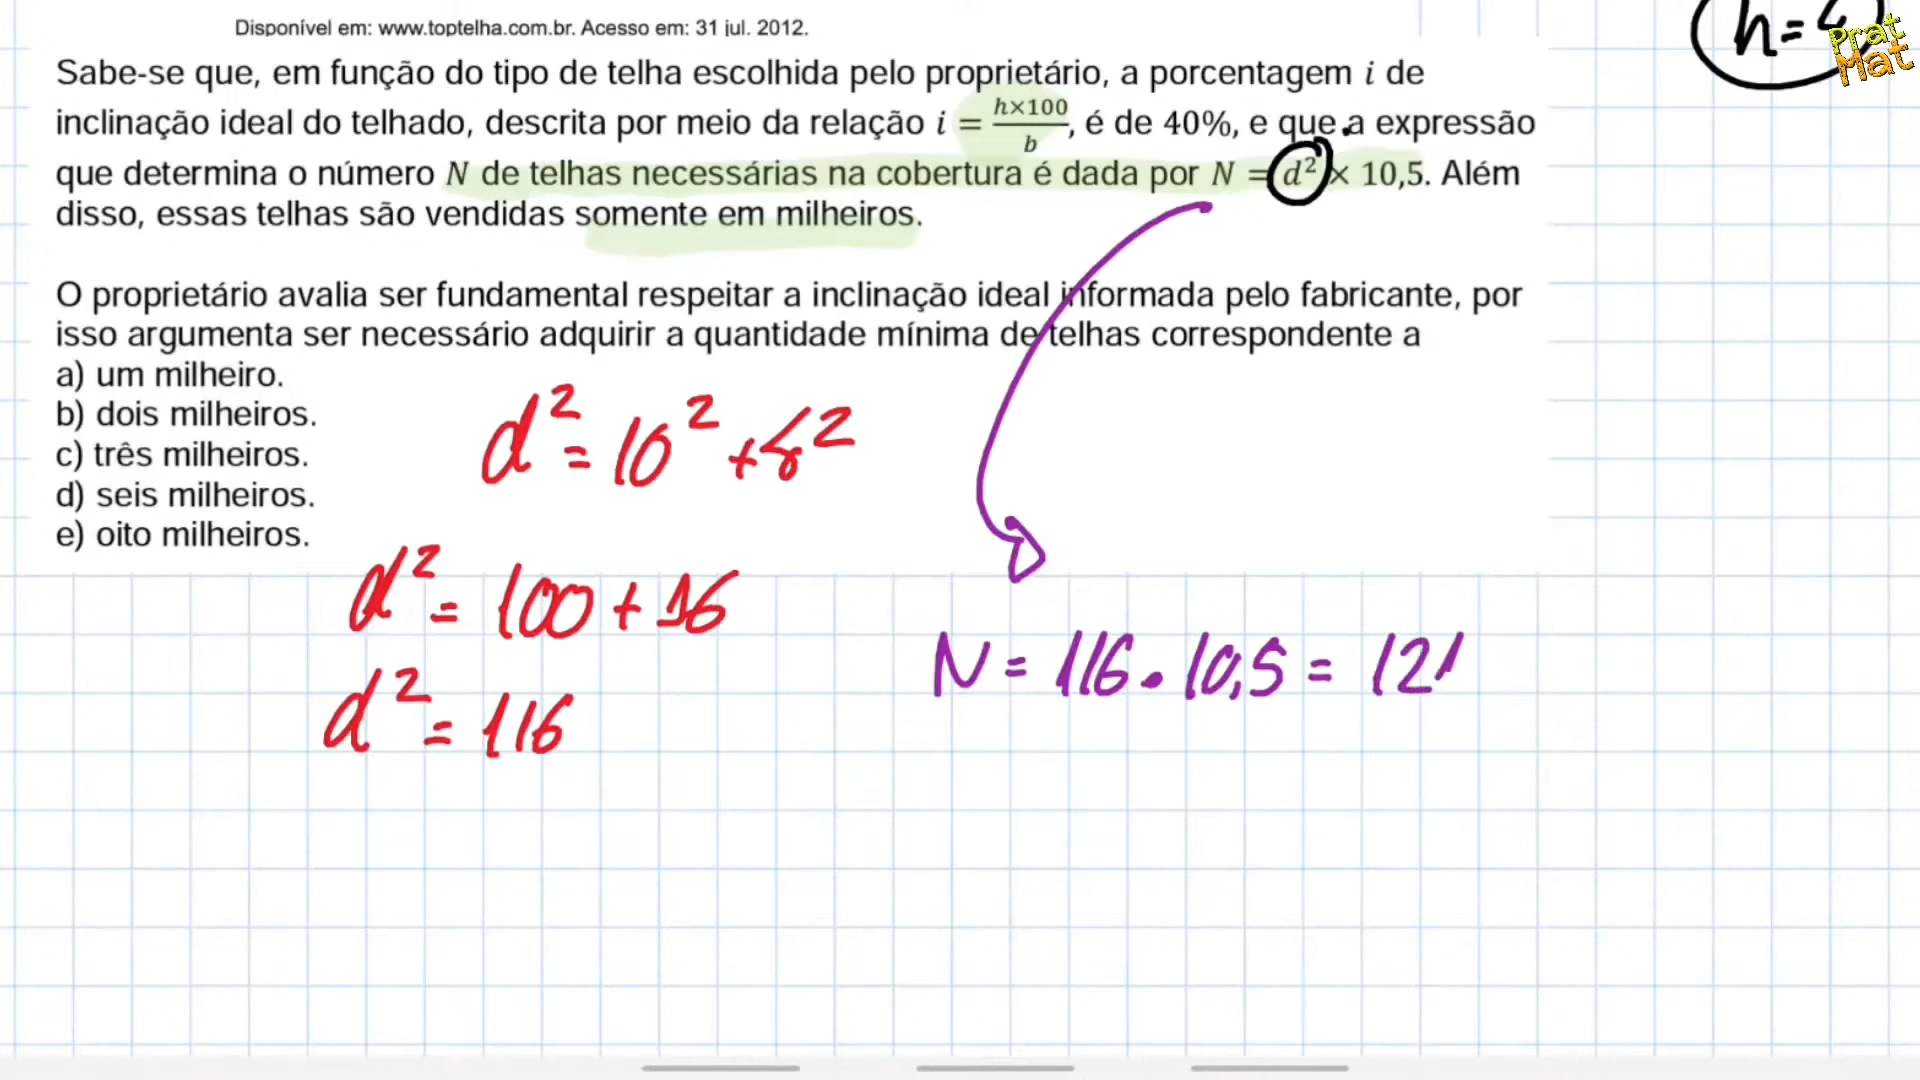 Disponível em: www.toptelha.com.br. Acesso em: 31 jul. 2012.
h=4
Prat Mat
Sabe-se que, em função do tipo de telha escolhida pelo proprietário, a porcentagem i de
inclinação ideal do telhado, descrita por meio da relação i = h×100/b, é de 40%, e que a expressão
que determina o número N de telhas necessárias na cobertura é dada por N = d² × 10,5. Além
disso, essas telhas são vendidas somente em milheiros.
O proprietário avalia ser fundamental respeitar a inclinação ideal informada pelo fabricante, por
isso argumenta ser necessário adquirir a quantidade mínima de telhas correspondente a
a) um milheiro.
b) dois milheiros.
c) três milheiros.
d) seis milheiros.
e) oito milheiros.
d² = 10² + 4²
d² = 100 + 16
d² = 116
N = 116 . 10,5 = 121